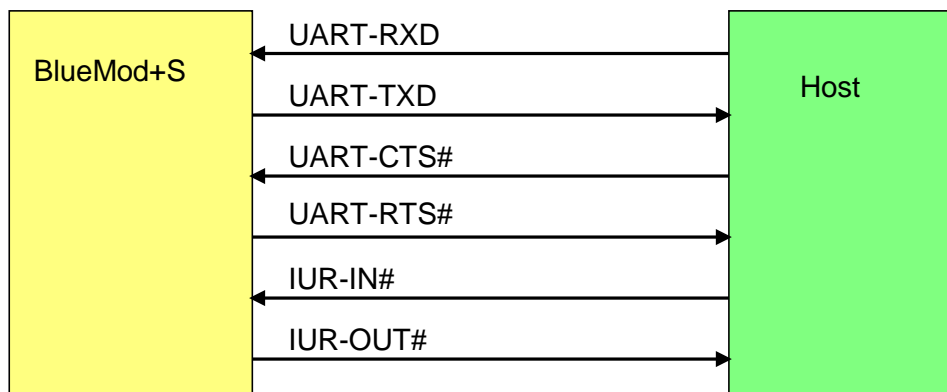 UART-RXD
BlueMod+S
Host
UART-TXD
UART-CTS#
UART-RTS#
IUR-IN#
IUR-OUT#